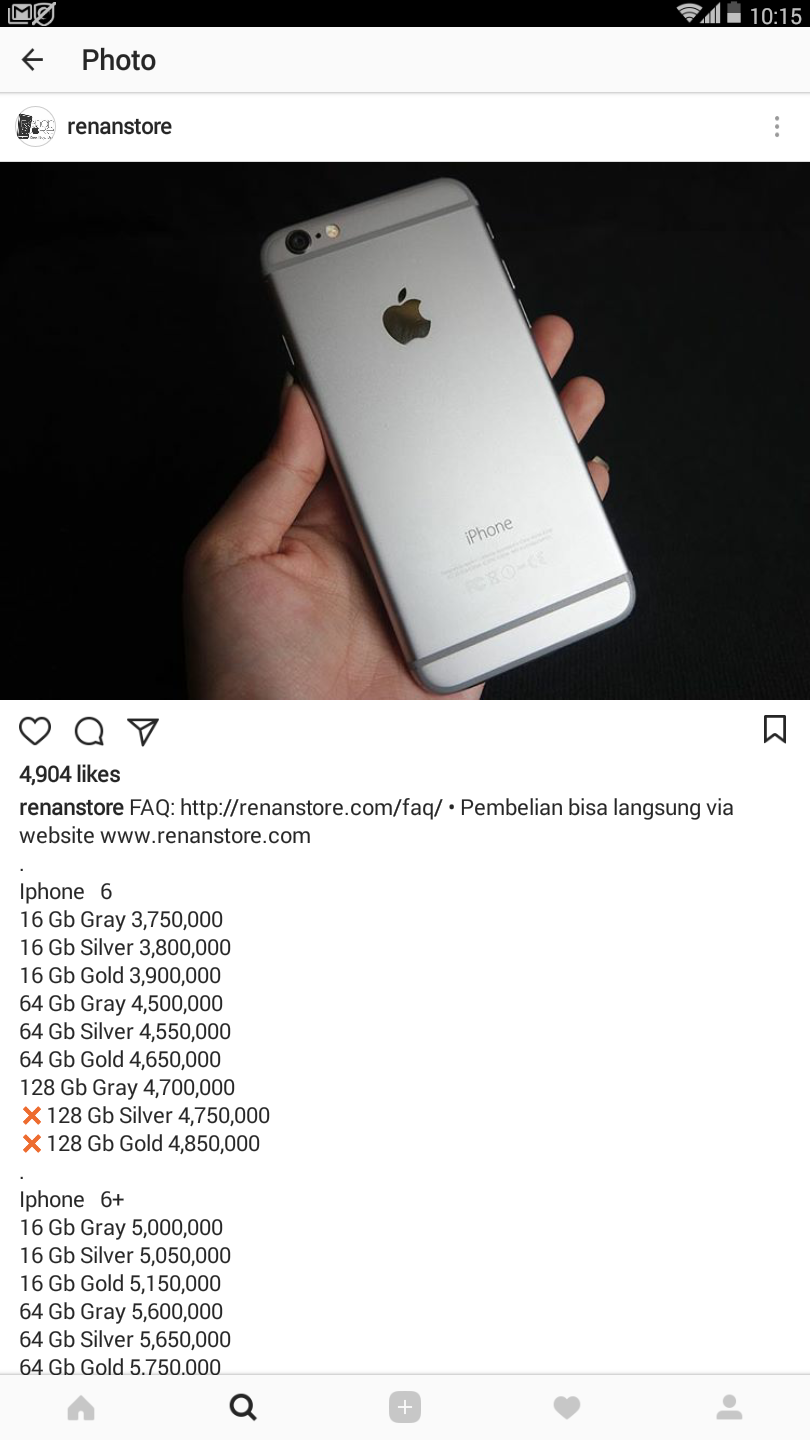 10:15
Photo
renanstore
iPhone
4,904 likes
renanstore FAQ: http://renanstore.com/faq/ • Pembelian bisa langsung via
website www.renanstore.com
.
Iphone 6
16 Gb Gray 3,750,000
16 Gb Silver 3,800,000
16 Gb Gold 3,900,000
64 Gb Gray 4,500,000
64 Gb Silver 4,550,000
64 Gb Gold 4,650,000
128 Gb Gray 4,700,000
❌ 128 Gb Silver 4,750,000
❌ 128 Gb Gold 4,850,000
.
Iphone 6+
16 Gb Gray 5,000,000
16 Gb Silver 5,050,000
16 Gb Gold 5,150,000
64 Gb Gray 5,600,000
64 Gb Silver 5,650,000
64 Gb Gold 5,750,000